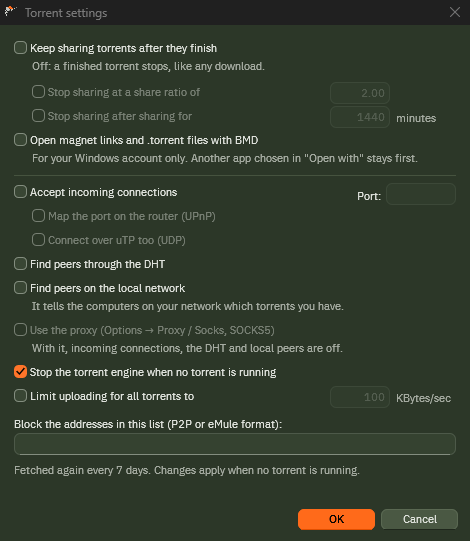 Torrent settings
Keep sharing torrents after they finish
Off: a finished torrent stops, like any download.
Stop sharing at a share ratio of 2.00
Stop sharing after sharing for 1440 minutes
Open magnet links and .torrent files with BMD
For your Windows account only. Another app chosen in "Open with" stays first.
Accept incoming connections Port:
Map the port on the router (UPnP)
Connect over uTP too (UDP)
Find peers through the DHT
Find peers on the local network
It tells the computers on your network which torrents you have.
Use the proxy (Options → Proxy / Socks, SOCKS5)
With it, incoming connections, the DHT and local peers are off.
Stop the torrent engine when no torrent is running
Limit uploading for all torrents to 100 KBytes/sec
Block the addresses in this list (P2P or eMule format):
Fetched again every 7 days. Changes apply when no torrent is running.
OK Cancel